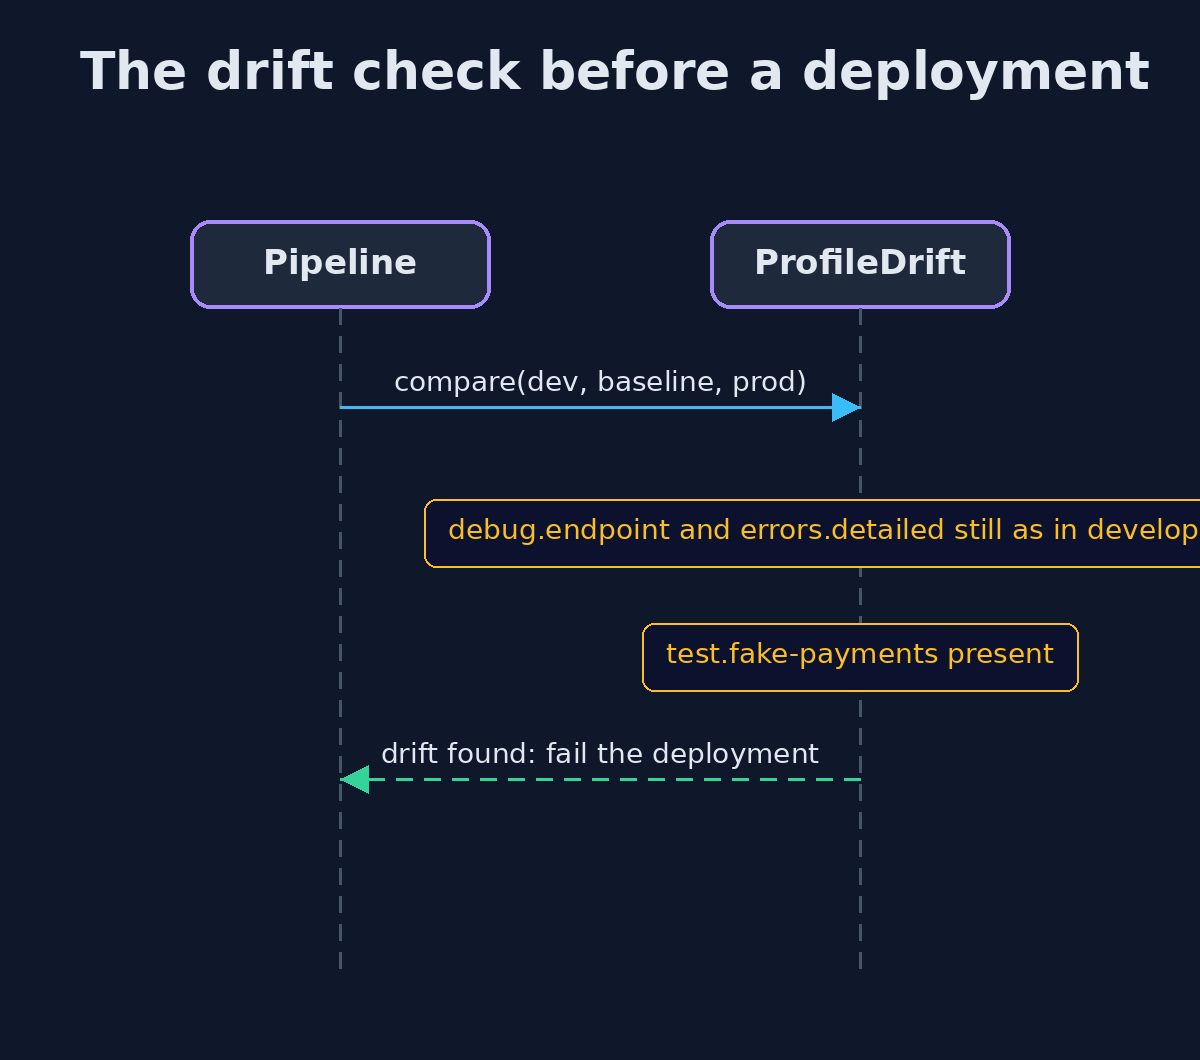 The drift check before a deployment
Pipeline
ProfileDrift
compare(dev, baseline, prod)
debug.endpoint and errors.detailed still as in develop
test.fake-payments present
drift found: fail the deployment